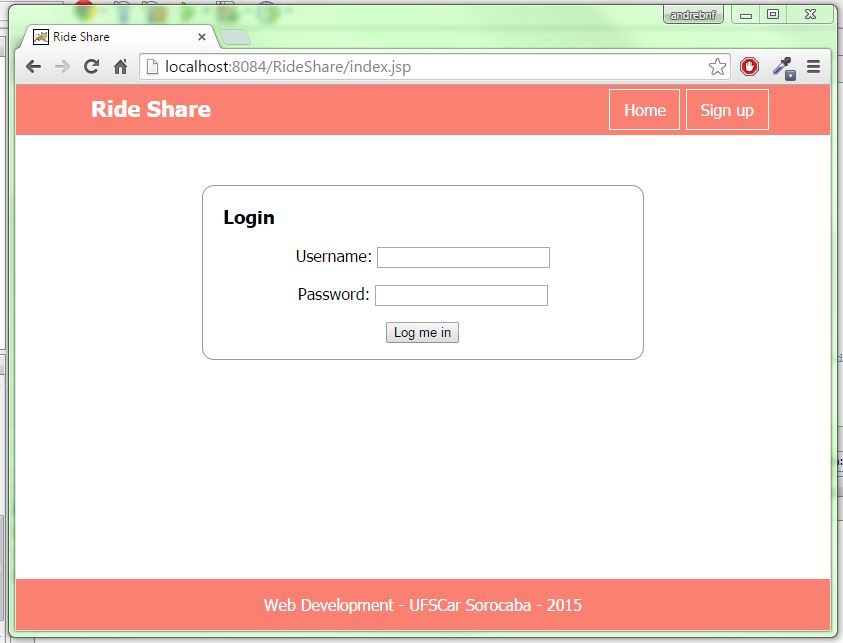 andrebnf
Ride Share
localhost:8084/RideShare/index.jsp
Ride Share Home Sign up
Login
Username:
Password:
Log me in
Web Development - UFSCar Sorocaba - 2015